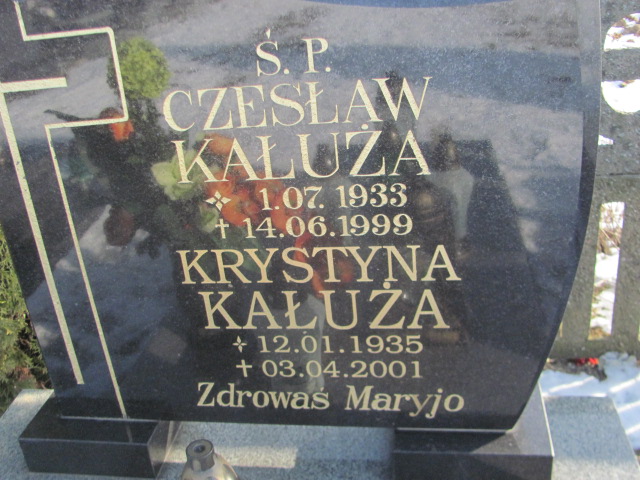 Ś. P.
CZESŁAW
KAŁUŻA
1.07. 1933
✝ 14.06.1999
KRYSTYNA
KAŁUŻA
12.01.1935
✝ 03.04.2001
Zdrowas Maryjo